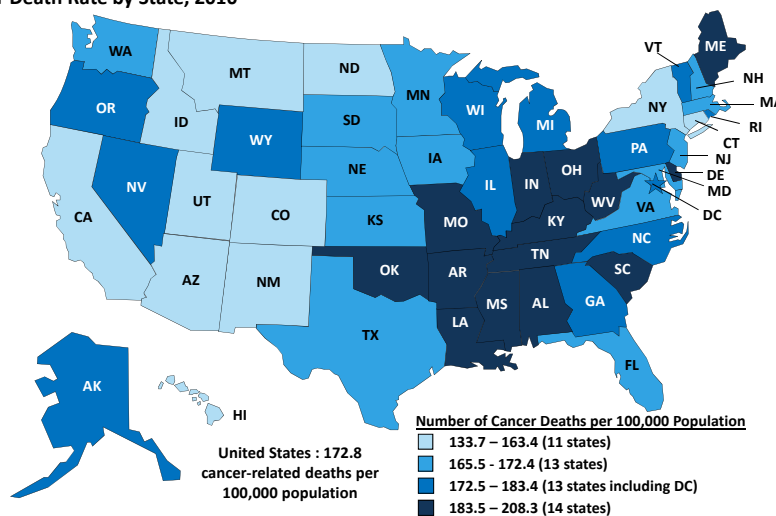 Death Rate by State, 2016
WA
MT
ND
MN
VT
ME
NH
MA
OR
ID
SD
WI
NY
RI
MI
CT
WY
PA
NJ
IA
NE
DE
OH
MD
NV
IL
IN
UT
WV
VA
DC
CA
CO
KS
MO
KY
NC
TN
OK
AZ
NM
AR
SC
MS
AL
GA
LA
TX
FL
AK
HI
United States : 172.8
cancer-related deaths per
100,000 population
Number of Cancer Deaths per 100,000 Population
133.7 – 163.4 (11 states)
165.5 - 172.4 (13 states)
172.5 – 183.4 (13 states including DC)
183.5 – 208.3 (14 states)